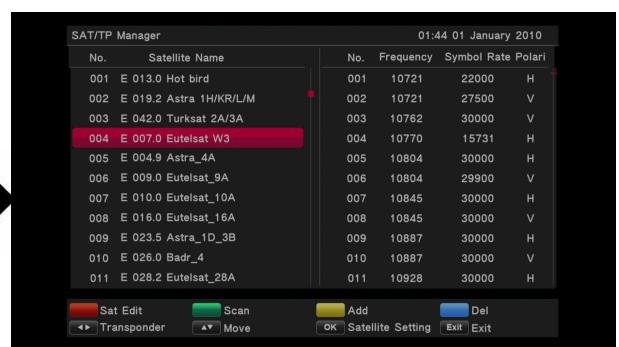 SAT/TP Manager 01:44 01 January 2010
No. Satellite Name
001 E 013.0 Hot bird
002 E 019.2 Astra 1H/KR/L/M
003 E 042.0 Turksat 2A/3A
004 E 007.0 Eutelsat W3
005 E 004.9 Astra_4A
006 E 009.0 Eutelsat_9A
007 E 010.0 Eutelsat_10A
008 E 016.0 Eutelsat_16A
009 E 023.5 Astra_1D_3B
010 E 026.0 Badr_4
011 E 028.2 Eutelsat_28A
No. Frequency Symbol Rate Polari
001 10721 22000 H
002 10721 27500 V
003 10762 30000 V
004 10770 15731 H
005 10804 30000 H
006 10804 29900 V
007 10845 30000 H
008 10845 30000 V
009 10887 30000 H
010 10887 30000 V
011 10928 30000 H
Sat Edit Scan Add Del
Transponder Move OK Satellite Setting Exit Exit